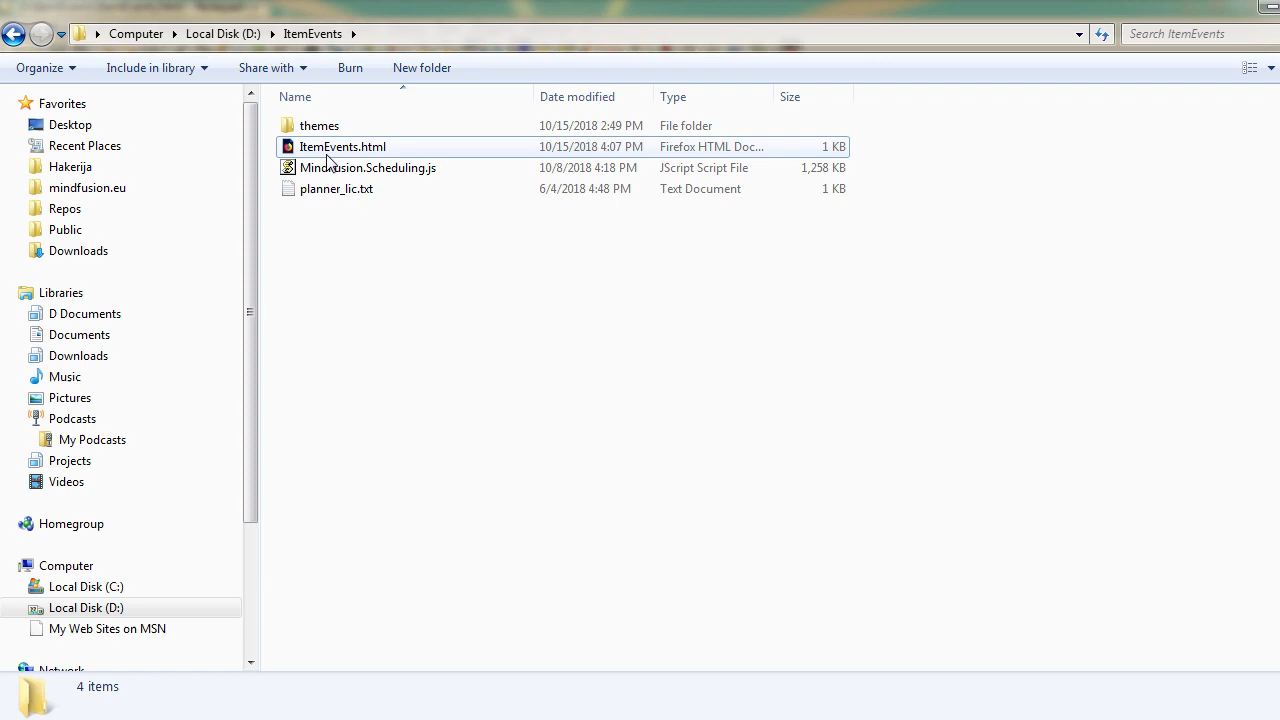 Computer Local Disk (D:) ItemEvents Search ItemEvents
Organize Include in library Share with Burn New folder
Name Date modified Type Size
themes 10/15/2018 2:49 PM File folder
ItemEvents.html 10/15/2018 4:07 PM Firefox HTML Doc... 1 KB
MindFusion.Scheduling.js 10/8/2018 4:18 PM JScript Script File 1,258 KB
planner_lic.txt 6/4/2018 4:48 PM Text Document 1 KB
Favorites
Desktop
Recent Places
Hakerija
mindfusion.eu
Repos
Public
Downloads
Libraries
D Documents
Documents
Downloads
Music
Pictures
Podcasts
My Podcasts
Projects
Videos
Homegroup
Computer
Local Disk (C:)
Local Disk (D:)
My Web Sites on MSN
Network
4 items